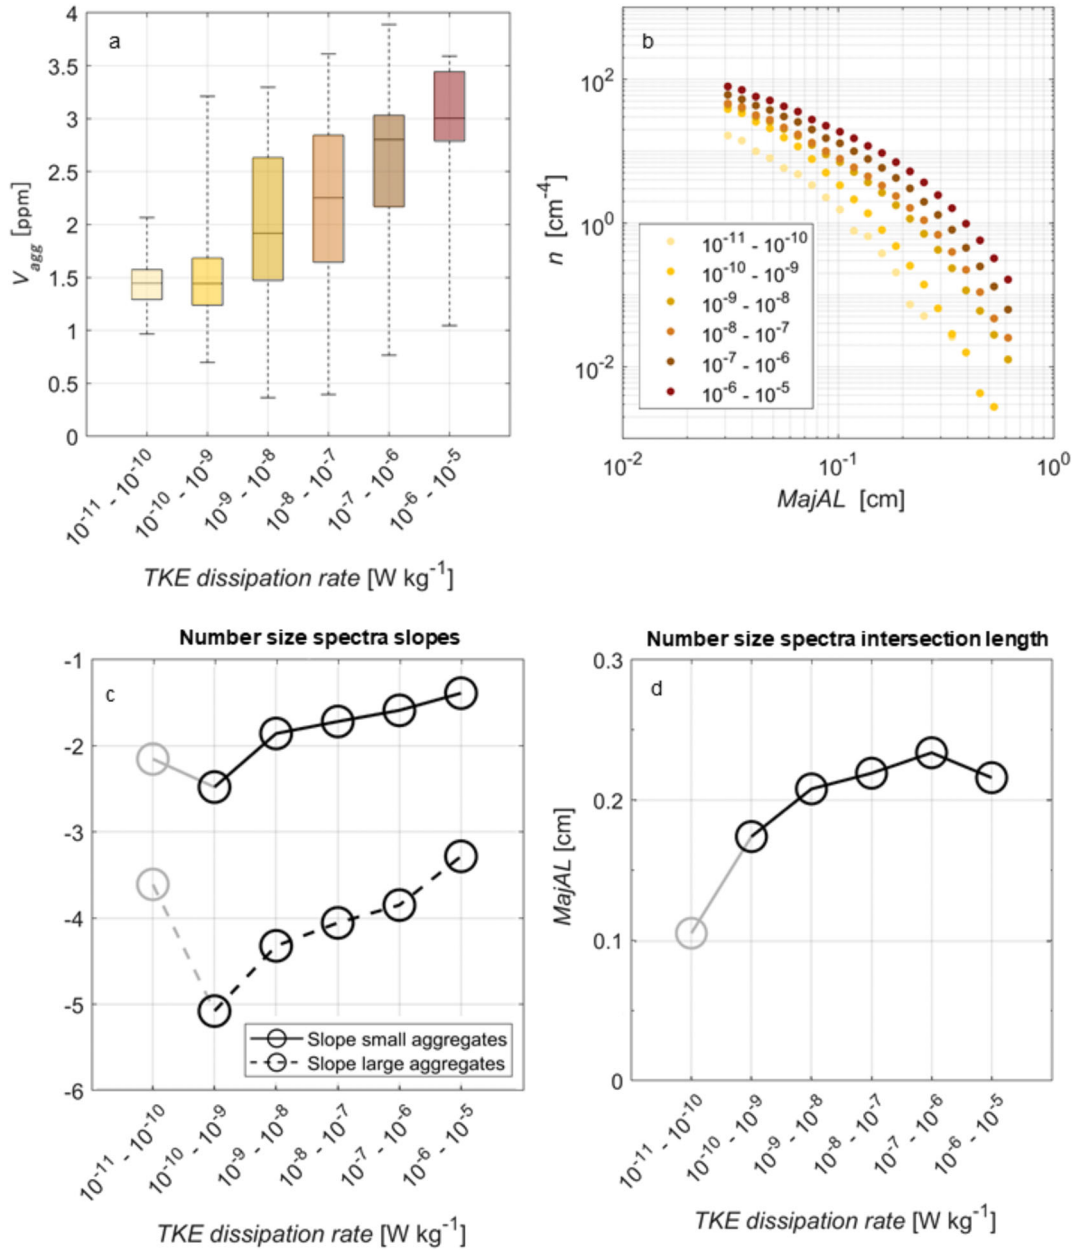 a
4
3.5
3
2.5
2
1.5
1
0.5
0
V_agg [ppm]
10^-11 - 10^-10
10^-10 - 10^-9
10^-9 - 10^-8
10^-8 - 10^-7
10^-7 - 10^-6
10^-6 - 10^-5
TKE dissipation rate [W kg^-1]
b
10^2
10^0
10^-2
n [cm^-4]
10^-11 - 10^-10
10^-10 - 10^-9
10^-9 - 10^-8
10^-8 - 10^-7
10^-7 - 10^-6
10^-6 - 10^-5
10^-2
10^-1
10^0
MajAL [cm]
Number size spectra slopes
c
-1
-2
-3
-4
-5
-6
Slope small aggregates
Slope large aggregates
10^-11 - 10^-10
10^-10 - 10^-9
10^-9 - 10^-8
10^-8 - 10^-7
10^-7 - 10^-6
10^-6 - 10^-5
TKE dissipation rate [W kg^-1]
Number size spectra intersection length
d
0.3
0.2
0.1
0
MajAL [cm]
10^-11 - 10^-10
10^-10 - 10^-9
10^-9 - 10^-8
10^-8 - 10^-7
10^-7 - 10^-6
10^-6 - 10^-5
TKE dissipation rate [W kg^-1]